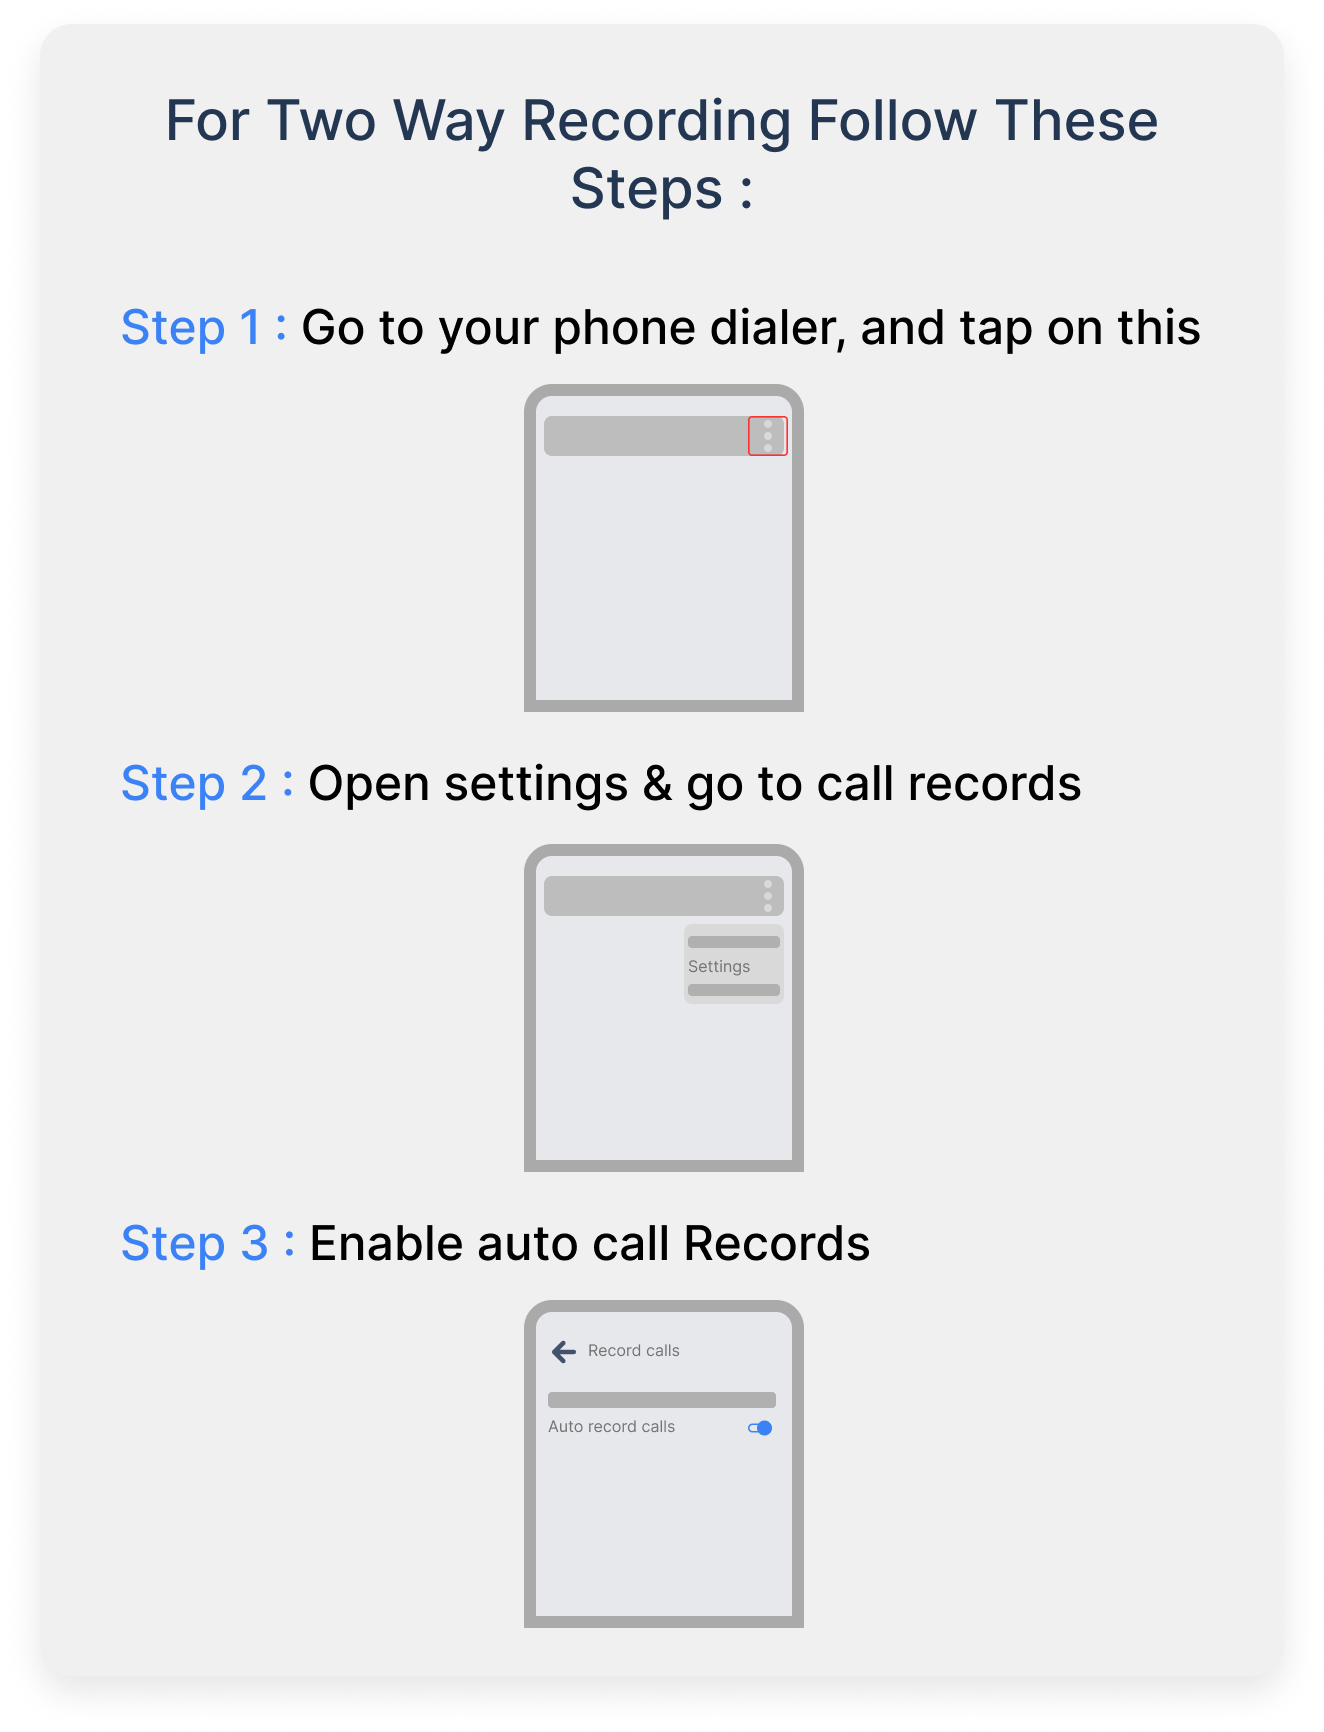 For Two Way Recording Follow These
Steps :
Step 1 : Go to your phone dialer, and tap on this
Step 2 : Open settings & go to call records
Settings
Step 3 : Enable auto call Records
Record calls
Auto record calls